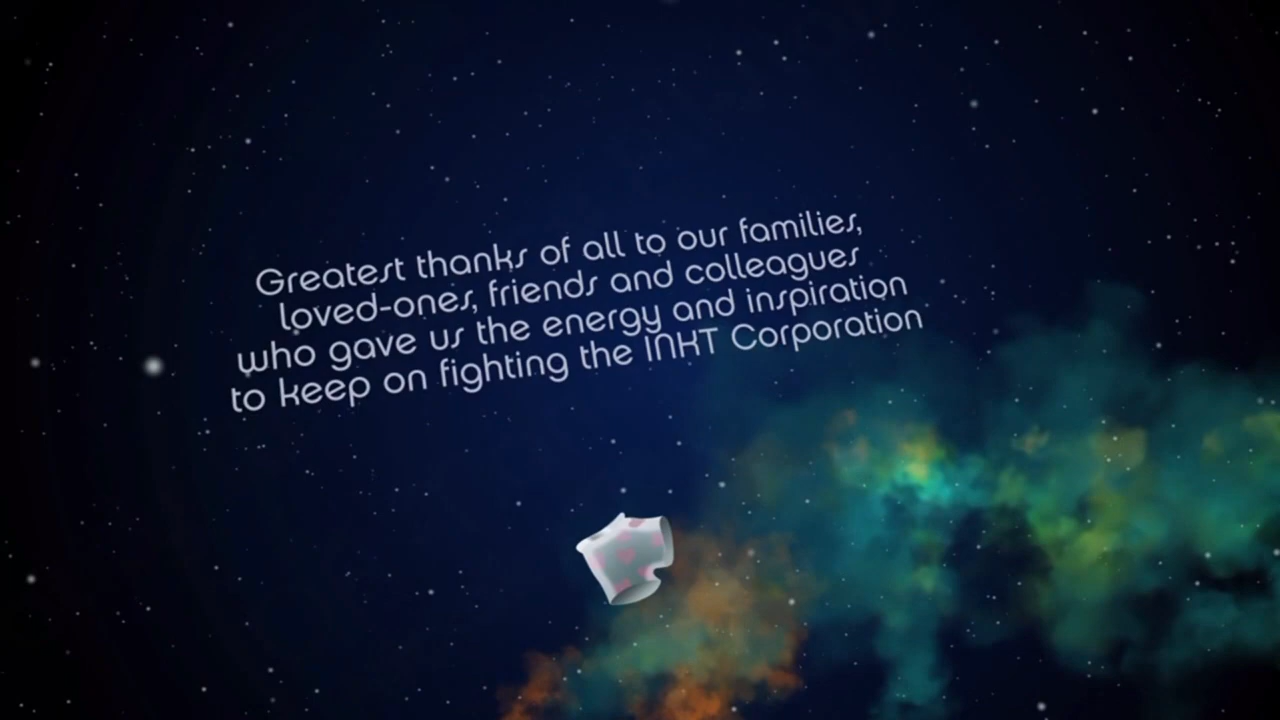 Greatest thanks of all to our families,
loved-ones, friends and colleagues
who gave us the energy and inspiration
to keep on fighting the INKT Corporation